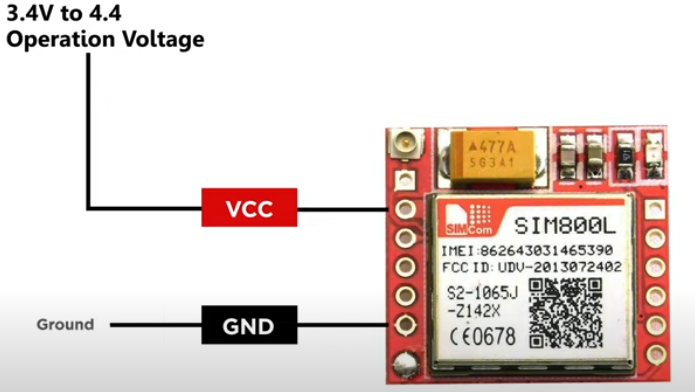 3.4V to 4.4
Operation Voltage
VCC
Ground
GND
477A
563A1
SIMCom
SIM800L
IMEI:862643031465390
FCC ID: UDV-2013072402
S2-1065J
-Z142X
CE0678